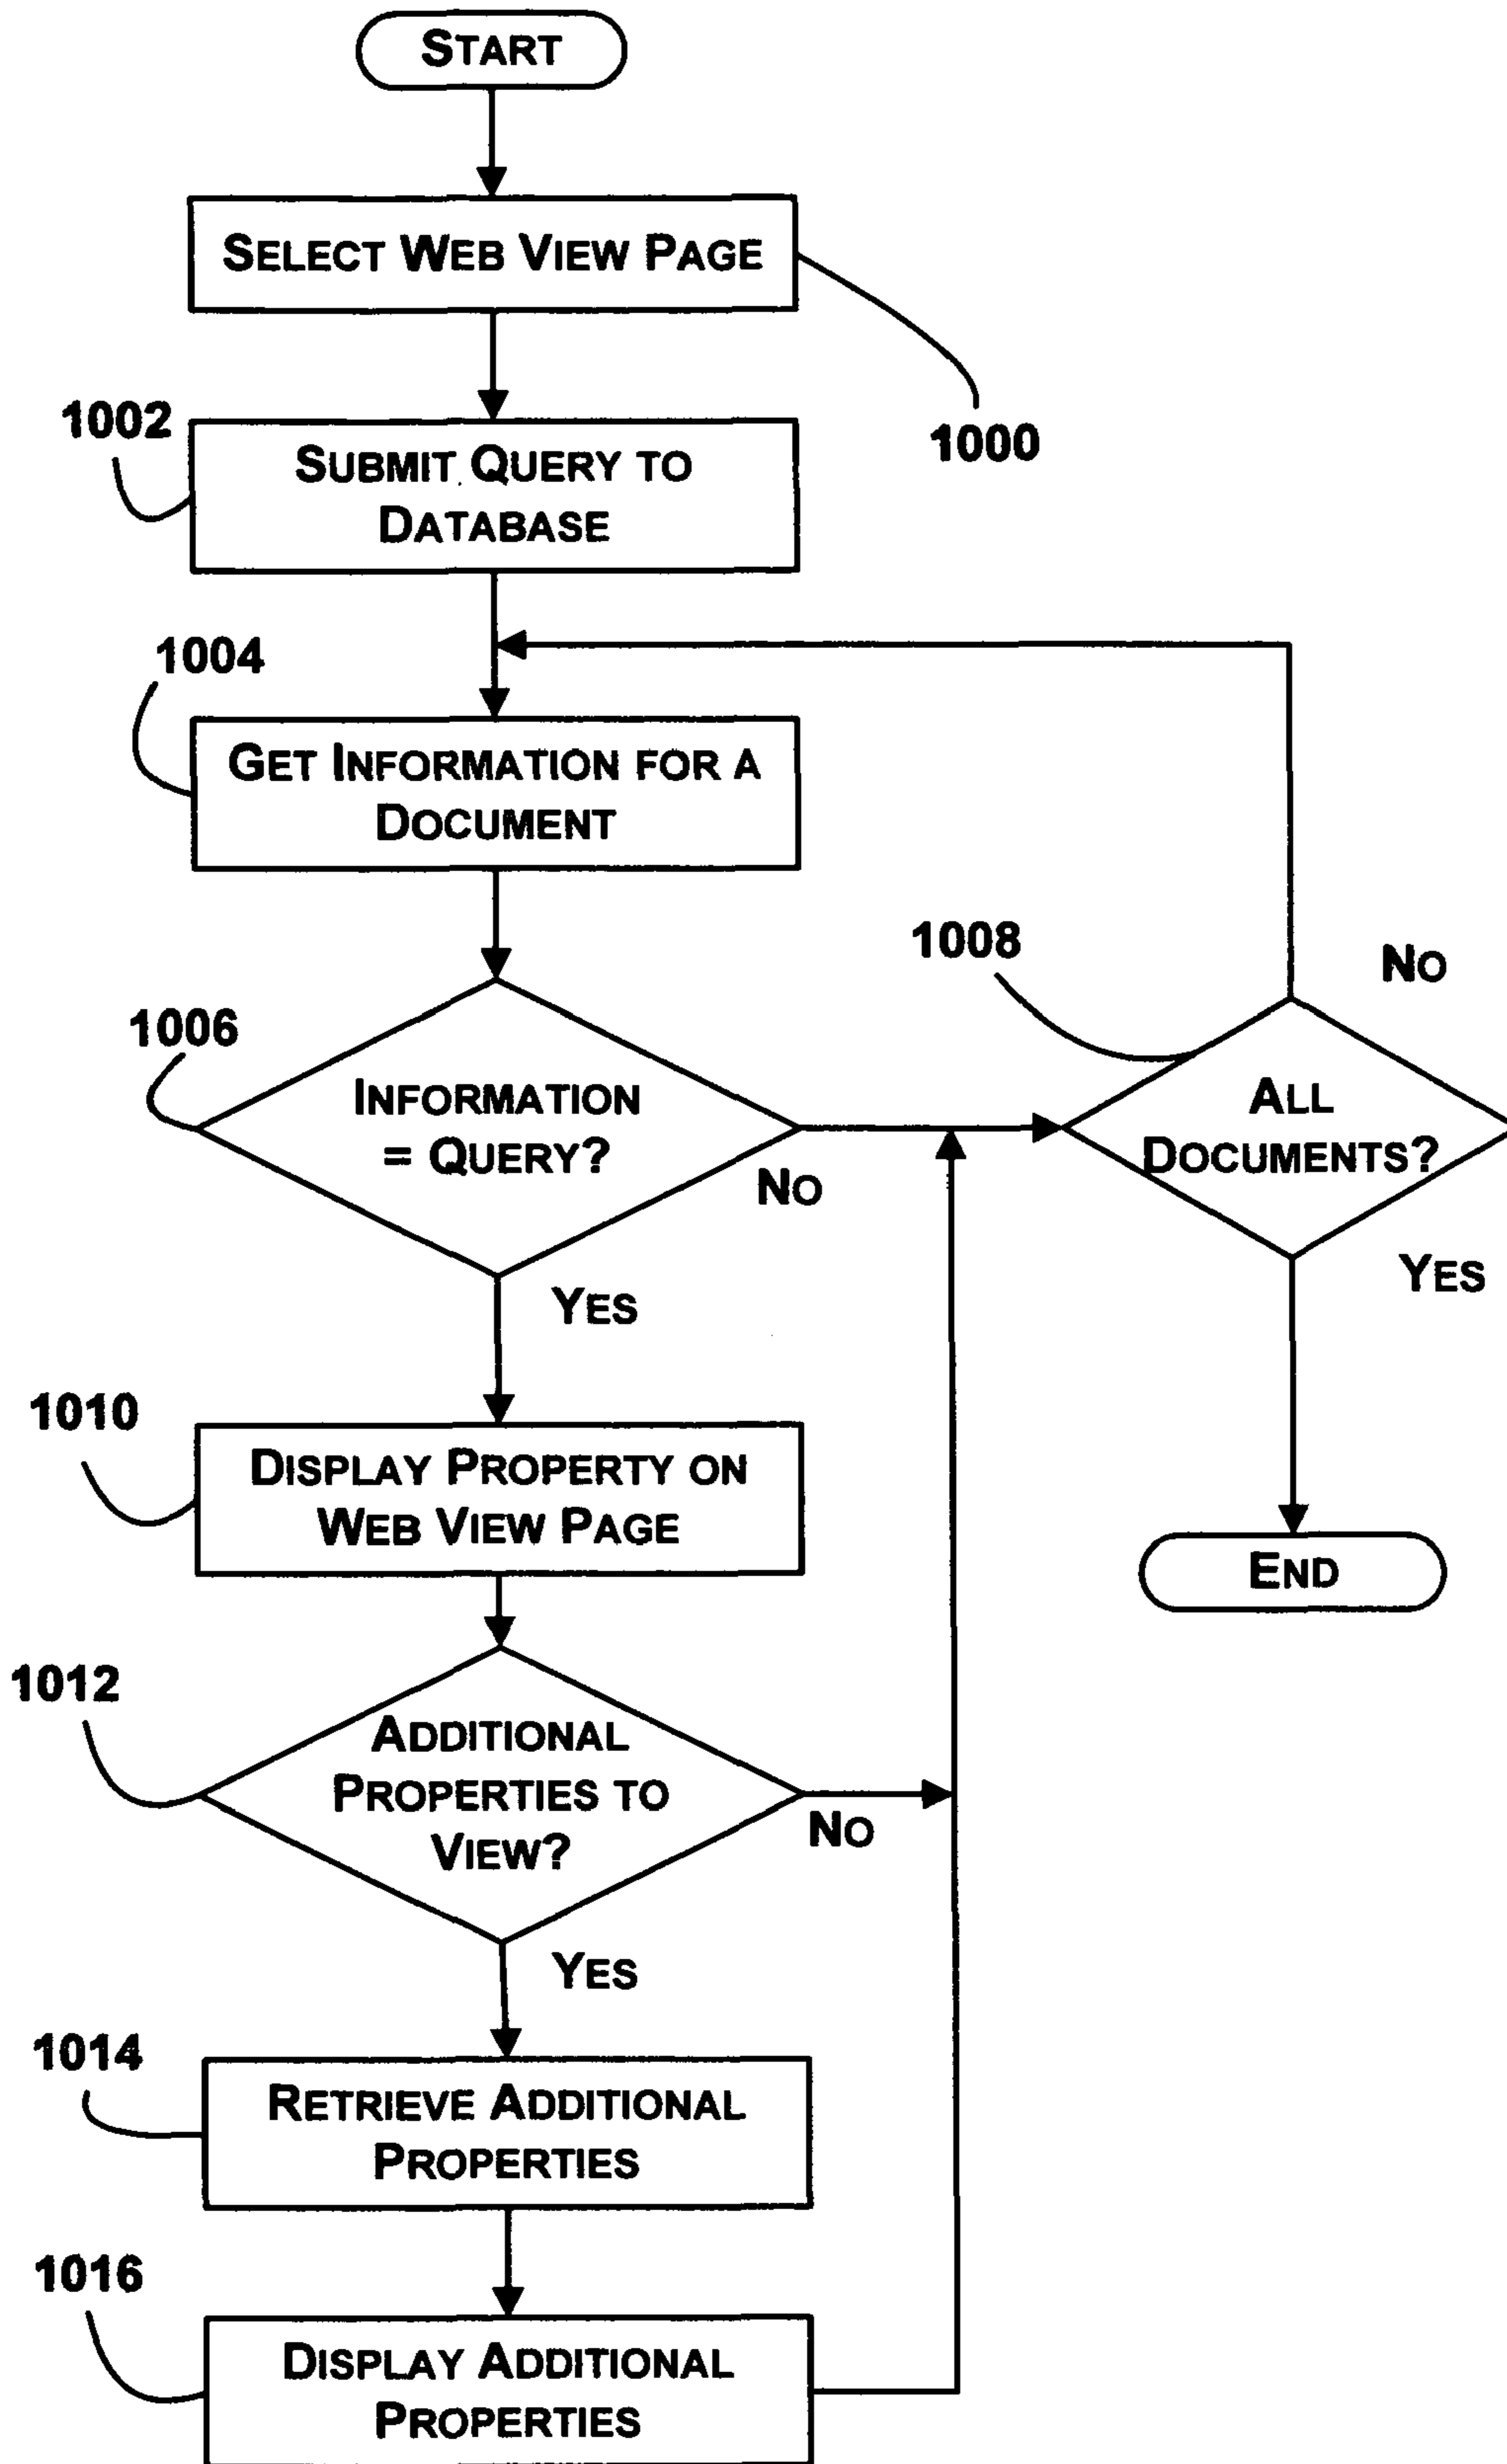 START
SELECT WEB VIEW PAGE
1000
1002
SUBMIT QUERY TO
DATABASE
1004
GET INFORMATION FOR A
DOCUMENT
1006
INFORMATION
= QUERY?
NO
YES
1008
NO
ALL
DOCUMENTS?
YES
END
1010
DISPLAY PROPERTY ON
WEB VIEW PAGE
1012
ADDITIONAL
PROPERTIES TO
VIEW?
NO
YES
1014
RETRIEVE ADDITIONAL
PROPERTIES
1016
DISPLAY ADDITIONAL
PROPERTIES